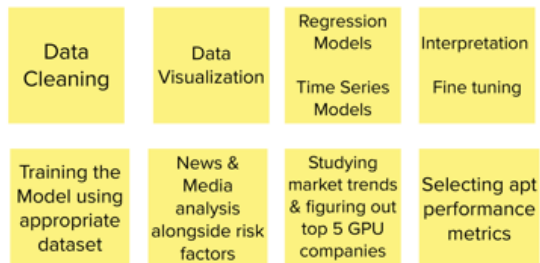 Data
Cleaning
Data
Visualization
Regression
Models
Time Series
Models
Interpretation
Fine tuning
Training the
Model using
appropriate
dataset
News &
Media
analysis
alongside risk
factors
Studying
market trends
& figuring out
top 5 GPU
companies
Selecting apt
performance
metrics